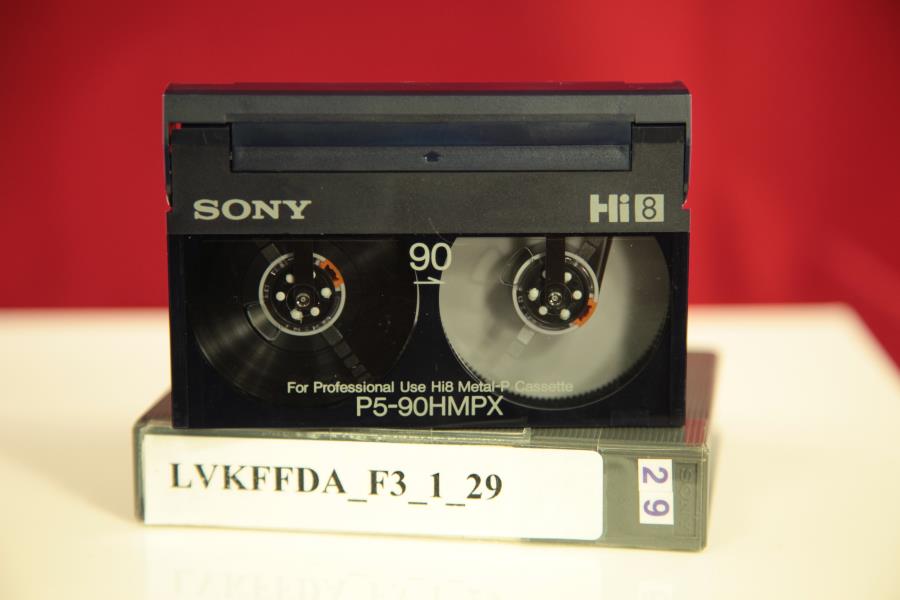 SONY
Hi8
90
For Professional Use Hi8 Metal-P Cassette
P5-90HMPX
LVKFFDA_F3_1_29
29